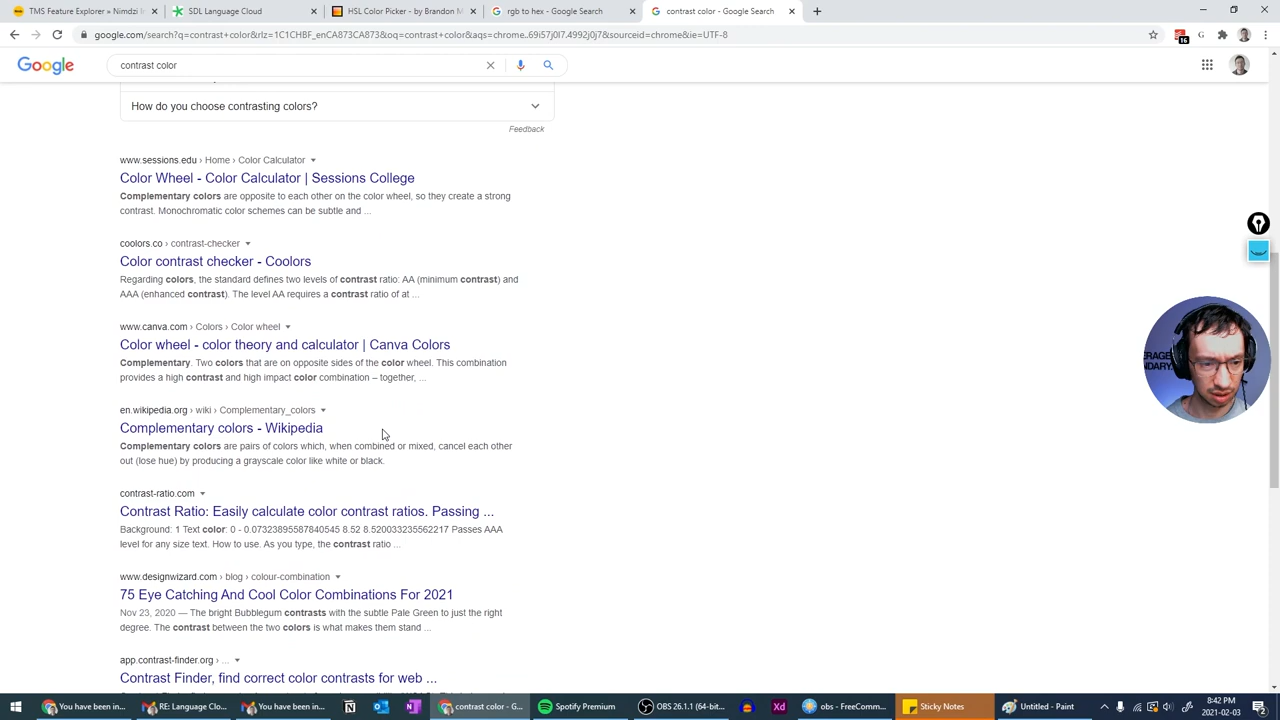 TMS Feature Explorer » Nimdzi In
SDL Language Cloud
HSL Color Picker - by Brandon M
rgb to hex - Google Search
contrast color - Google Search
google.com/search?q=contrast+color&rlz=1C1CHBF_enCA873CA873&oq=contrast+color&aqs=chrome..69i57j0l7.4992j0j7&sourceid=chrome&ie=UTF-8
16
Google
contrast color
How do you choose contrasting colors?
Feedback
www.sessions.edu › Home › Color Calculator
Color Wheel - Color Calculator | Sessions College
Complementary colors are opposite to each other on the color wheel, so they create a strong
contrast. Monochromatic color schemes can be subtle and ...
coolors.co › contrast-checker
Color contrast checker - Coolors
Regarding colors, the standard defines two levels of contrast ratio: AA (minimum contrast) and
AAA (enhanced contrast). The level AA requires a contrast ratio of at ...
www.canva.com › Colors › Color wheel
Color wheel - color theory and calculator | Canva Colors
Complementary. Two colors that are on opposite sides of the color wheel. This combination
provides a high contrast and high impact color combination – together, ...
en.wikipedia.org › wiki › Complementary_colors
Complementary colors - Wikipedia
Complementary colors are pairs of colors which, when combined or mixed, cancel each other
out (lose hue) by producing a grayscale color like white or black.
contrast-ratio.com
Contrast Ratio: Easily calculate color contrast ratios. Passing ...
Background: 1 Text color: 0 - 0.07323895587840545 8.52 8.520033235562217 Passes AAA
level for any size text. How to use. As you type, the contrast ratio ...
www.designwizard.com › blog › colour-combination
75 Eye Catching And Cool Color Combinations For 2021
Nov 23, 2020 — The bright Bubblegum contrasts with the subtle Pale Green to just the right
degree. The contrast between the two colors is what makes them stand ...
app.contrast-finder.org › ...
Contrast Finder, find correct color contrasts for web ...
ERAGE
NDARY.
You have been in...
RE: Language Clo...
You have been in...
contrast color - G...
Spotify Premium
OBS 26.1.1 (64-bit...
obs - FreeComm...
Sticky Notes
Untitled - Paint
8:42 PM
2021-02-03
2